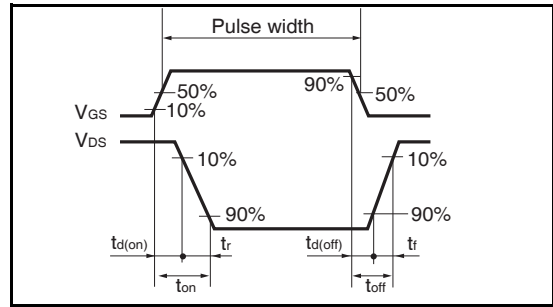 Pulse width
90%
50% 50%
10%
VGS
VDS
10% 10%
90% 90%
td(on) tr td(off) tf
ton toff